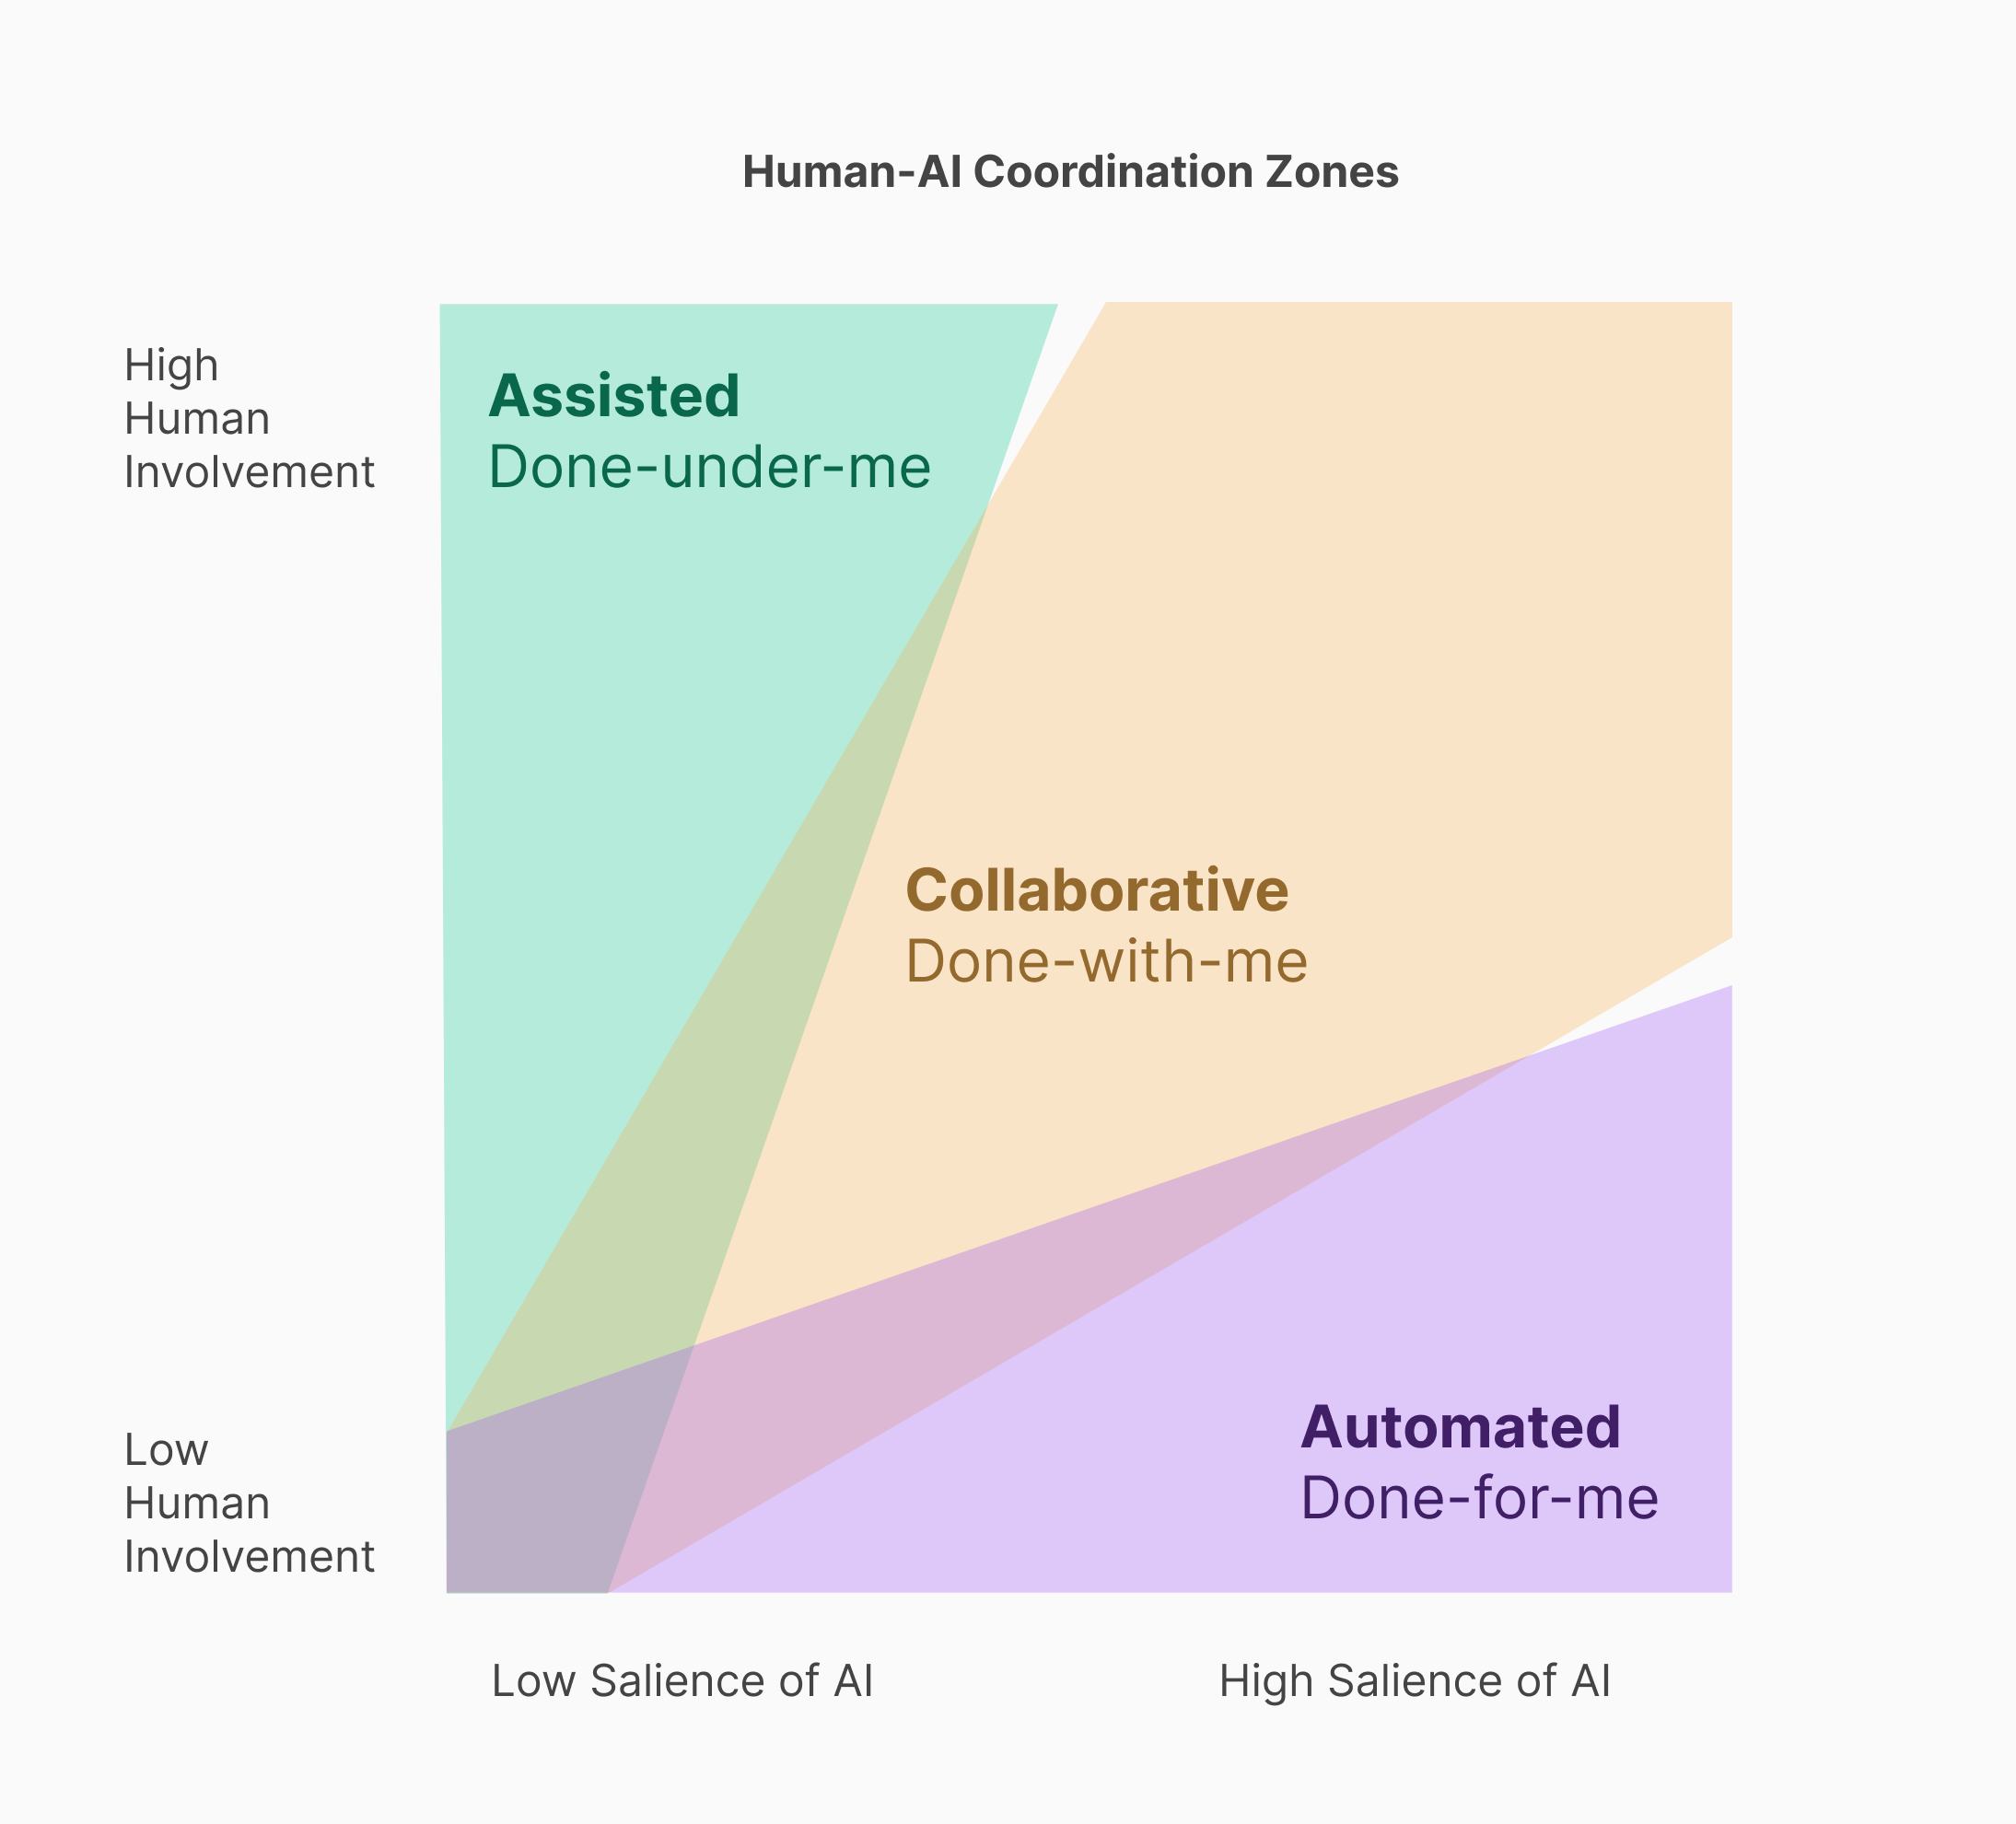 Human-AI Coordination Zones
High
Human
Involvement
Assisted
Done-under-me
Collaborative
Done-with-me
Automated
Done-for-me
Low
Human
Involvement
Low Salience of AI
High Salience of AI